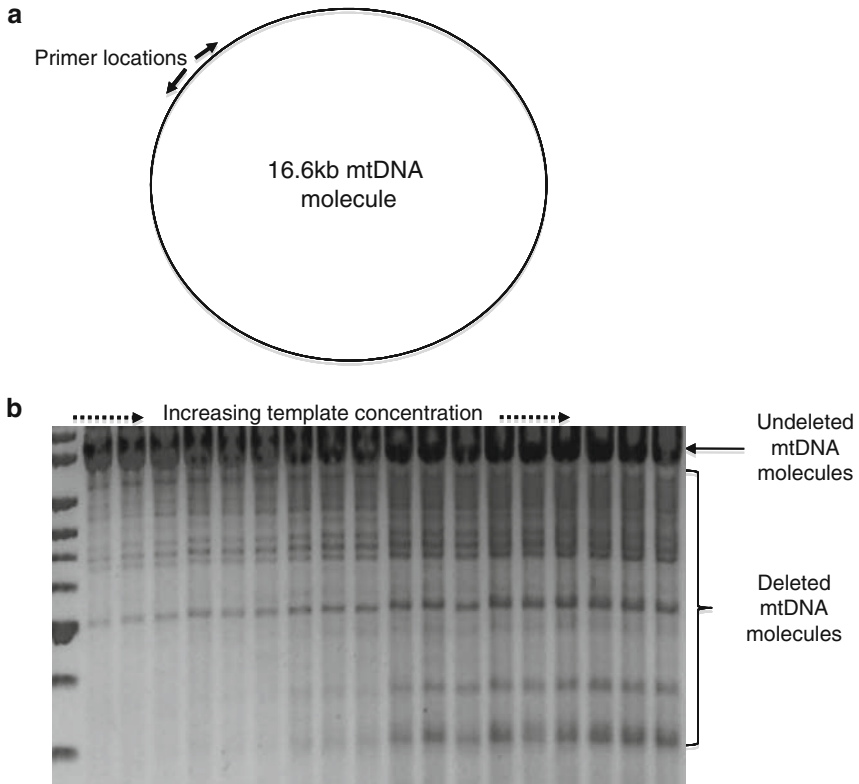 a
Primer locations
16.6kb mtDNA
molecule
b
Increasing template concentration
Undeleted
mtDNA
molecules
Deleted
mtDNA
molecules